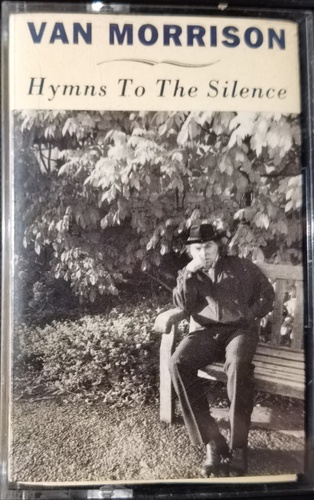 VAN MORRISON
Hymns To The Silence